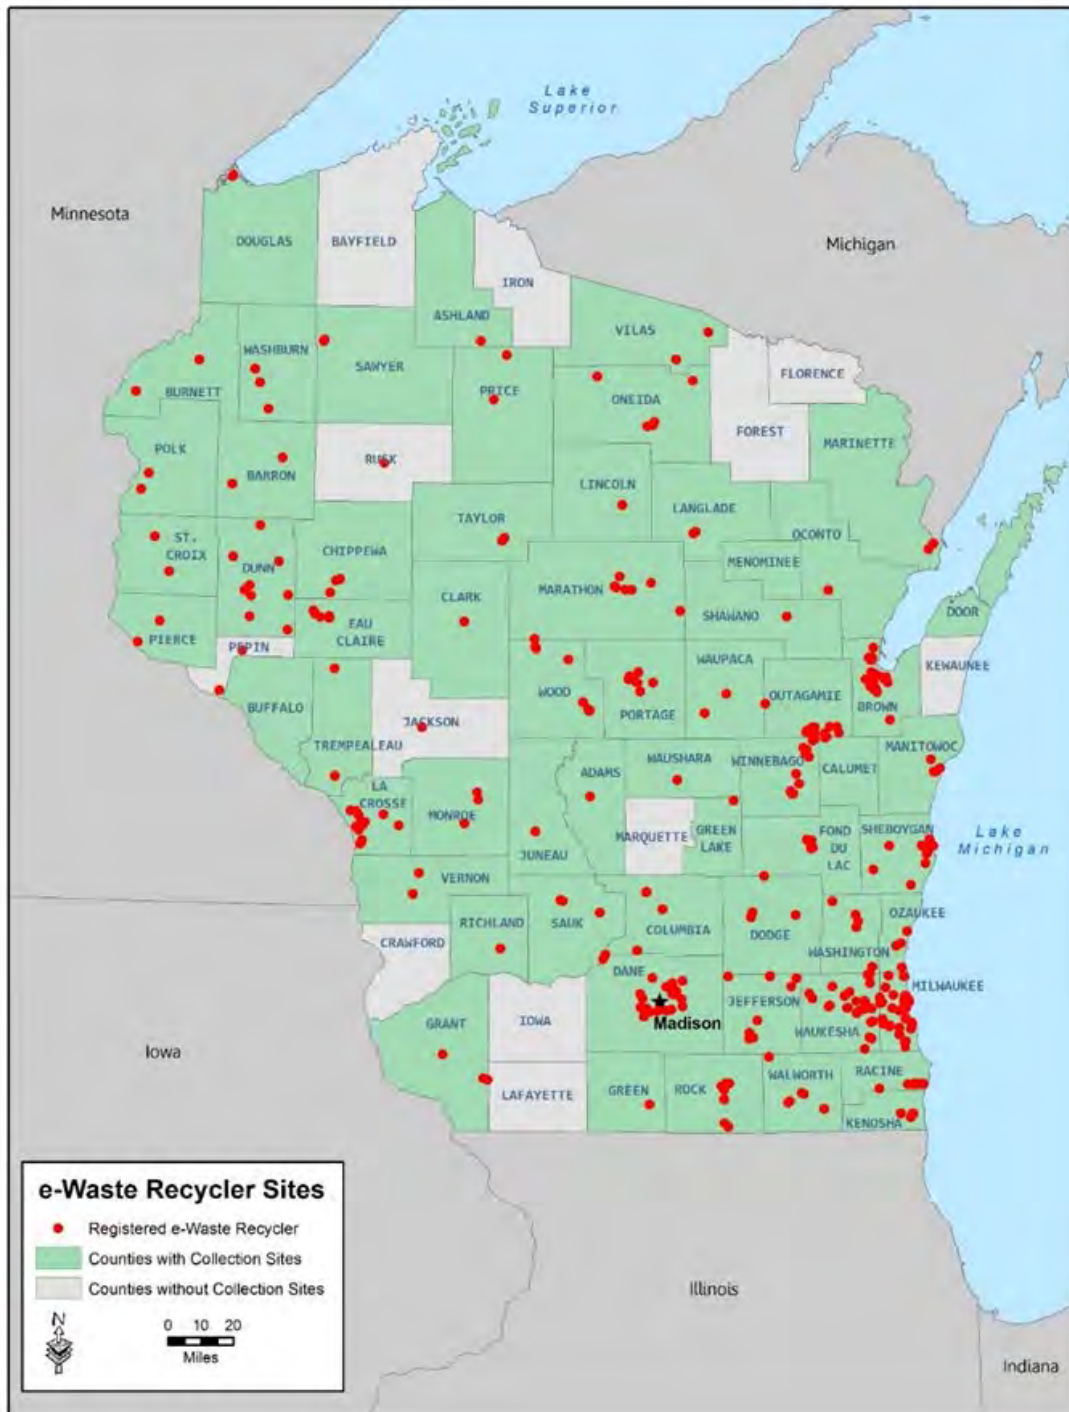 Lake
Superior
Minnesota
Michigan
DOUGLAS
BAYFIELD
IRON
ASHLAND
VILAS
WASHBURN
SAWYER
FLORENCE
BURNETT
PRICE
ONEIDA
FOREST
MARINETTE
POLK
RUSK
BARRON
LINCOLN
LANGLADE
TAYLOR
OCONTO
ST.
CROIX
CHIPPEWA
MENOMINEE
DUNN
MARATHON
CLARK
SHAWANO
DOOR
PIERCE
EAU
CLAIRE
PEPIN
WAUPACA
KEWAUNEE
WOOD
OUTAGAMIE
BUFFALO
PORTAGE
BROWN
JACKSON
TREMPEALEAU
WAUSHARA
WINNEBAGO
MANITOWOC
ADAMS
CALUMET
LA
CROSSE
MONROE
MARQUETTE
GREEN
LAKE
FOND
DU
LAC
SHEBOYGAN
Lake
Michigan
JUNEAU
VERNON
OZAUKEE
RICHLAND
SAUK
COLUMBIA
DODGE
CRAWFORD
WASHINGTON
DANE
MILWAUKEE
JEFFERSON
GRANT
IOWA
Madison
WAUKESHA
Iowa
RACINE
WALWORTH
LAFAYETTE
GREEN
ROCK
KENOSHA
e-Waste Recycler Sites
Registered e-Waste Recycler
Counties with Collection Sites
Counties without Collection Sites
N
0 10 20
Miles
Illinois
Indiana